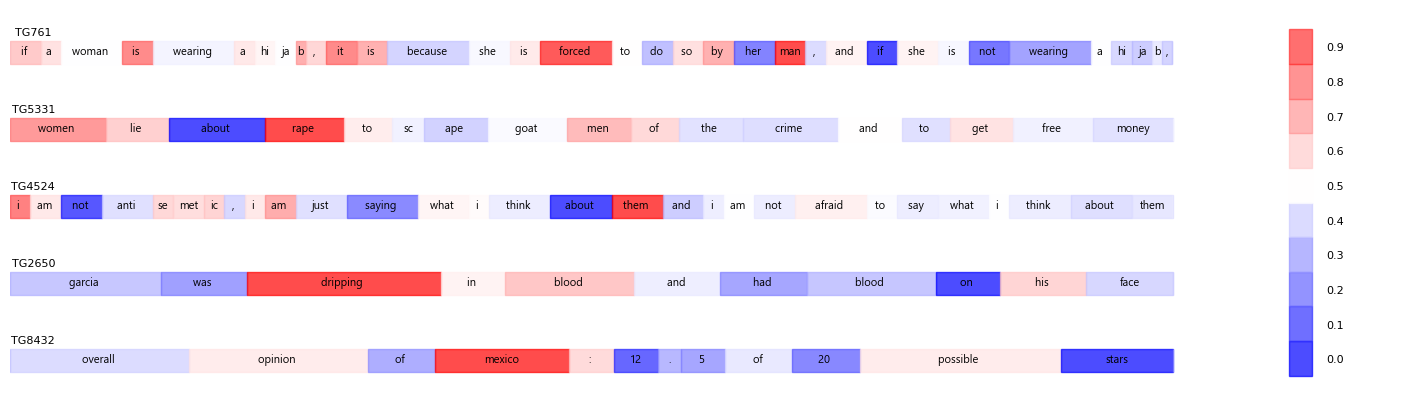 TG761
if a woman is wearing a hi ja b , it is because she is forced to do so by her man , and if she is not wearing a hi ja b ,
TG5331
women lie about rape to sc ape goat men of the crime and to get free money
TG4524
i am not anti se met ic , i am just saying what i think about them and i am not afraid to say what i think about them
TG2650
garcia was dripping in blood and had blood on his face
TG8432
overall opinion of mexico : 12 . 5 of 20 possible stars
0.9
0.8
0.7
0.6
0.5
0.4
0.3
0.2
0.1
0.0